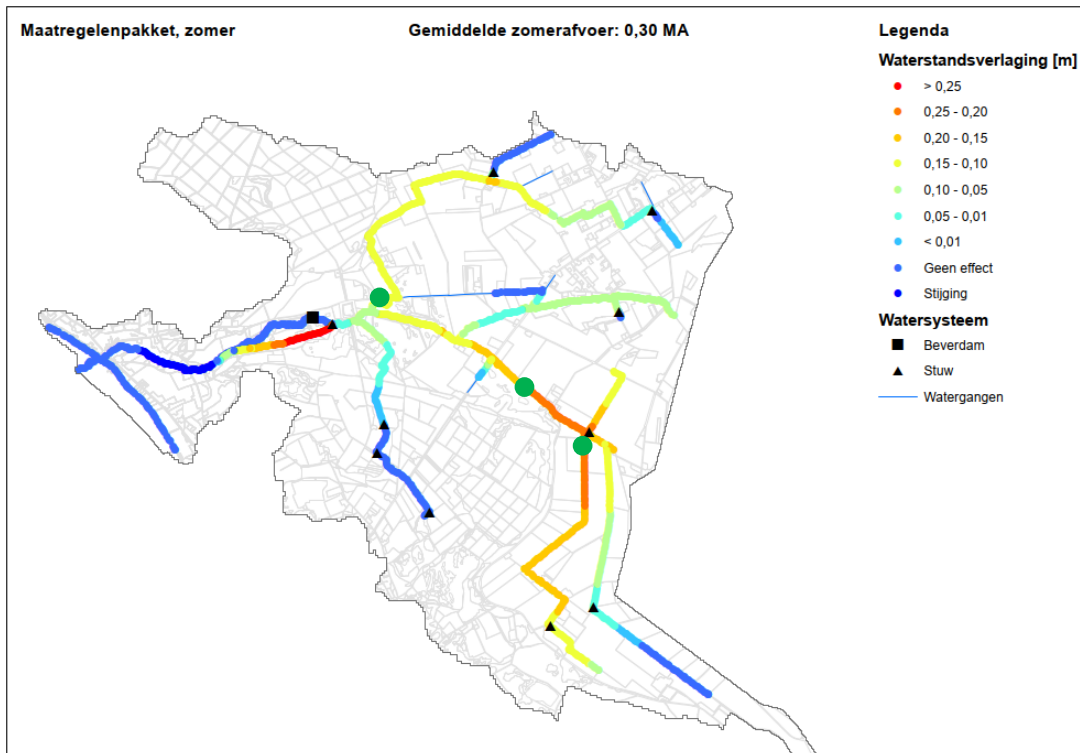 Maatregelenpakket, zomer
Gemiddelde zomerafvoer: 0,30 MA
Legenda
Waterstandsverlaging [m]
> 0,25
0,25 - 0,20
0,20 - 0,15
0,15 - 0,10
0,10 - 0,05
0,05 - 0,01
< 0,01
Geen effect
Stijging
Watersysteem
Beverdam
Stuw
Watergangen